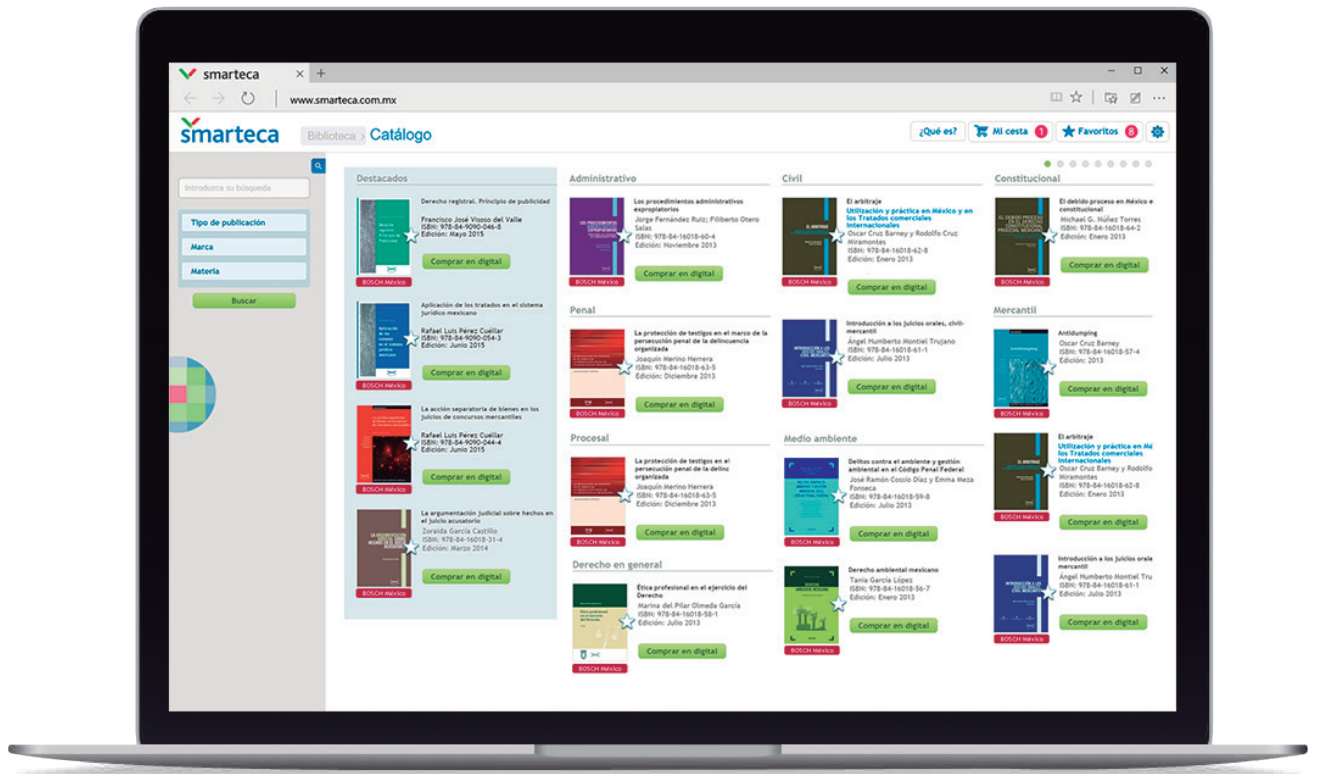 smarteca
www.smarteca.com.mx
smarteca
Biblioteca > Catálogo
¿Qué es?
Mi cesta 1
Favoritos 8
Introduzca su búsqueda
Tipo de publicación
Marca
Materia
Buscar
Destacados
Derecho registral. Principio de publicidad
Francisco José Visoso del Valle
ISBN: 978-84-9090-046-8
Edición: Mayo 2015
Comprar en digital
BOSCH México
Aplicación de los tratados en el sistema
jurídico mexicano
Rafael Luis Pérez Cuéllar
ISBN: 978-84-9090-054-3
Edición: Junio 2015
Comprar en digital
BOSCH México
La acción separatoria de bienes en los
juicios de concursos mercantiles
Rafael Luis Pérez Cuéllar
ISBN: 978-84-9090-044-4
Edición: Junio 2015
Comprar en digital
BOSCH México
La argumentación judicial sobre hechos en
el juicio acusatorio
Zoraida García Castillo
ISBN: 978-84-16018-31-4
Edición: Marzo 2014
Comprar en digital
BOSCH México
Administrativo
Los procedimientos administrativos
expropiatorios
Jorge Fernández Ruiz; Filiberto Otero
Salas
ISBN: 978-84-16018-60-4
Edición: Noviembre 2013
Comprar en digital
BOSCH México
Penal
La protección de testigos en el marco de la
persecución penal de la delincuencia
organizada
Joaquín Merino Herrera
ISBN: 978-84-16018-63-5
Edición: Diciembre 2013
Comprar en digital
BOSCH México
Procesal
La protección de testigos en el
persecución penal de la delinc
organizada
Joaquín Merino Herrera
ISBN: 978-84-16018-63-5
Edición: Diciembre 2013
Comprar en digital
BOSCH México
Derecho en general
Ética profesional en el ejercicio del
Derecho
Marina del Pilar Olmeda García
ISBN: 978-84-16018-58-1
Edición: Julio 2013
Comprar en digital
BOSCH México
Civil
El arbitraje
Utilización y práctica en México y en
los Tratados comerciales
Internacionales
Oscar Cruz Barney y Rodolfo Cruz
Miramontes
ISBN: 978-84-16018-62-8
Edición: Enero 2013
Comprar en digital
BOSCH México
Introducción a los juicios orales, civil-
mercantil
Ángel Humberto Montiel Trujano
ISBN: 978-84-16018-61-1
Edición: Julio 2013
Comprar en digital
BOSCH México
Medio ambiente
Delitos contra el ambiente y gestión
ambiental en el Código Penal Federal
José Ramón Cossío Díaz y Emma Meza
Fonseca
ISBN: 978-84-16018-59-8
Edición: Julio 2013
Comprar en digital
BOSCH México
Derecho ambiental mexicano
Tania García López
ISBN: 978-84-16018-56-7
Edición: Enero 2013
Comprar en digital
BOSCH México
Constitucional
El debido proceso en México e
constitucional
Michael G. Núñez Torres
ISBN: 978-84-16018-64-2
Edición: Enero 2013
Comprar en digital
BOSCH México
Mercantil
Antidumping
Oscar Cruz Barney
ISBN: 978-84-16018-57-4
Edición: 2013
Comprar en digital
BOSCH México
El arbitraje
Utilización y práctica en Mé
los Tratados comerciales
Internacionales
Oscar Cruz Barney y Rodolfo
Miramontes
ISBN: 978-84-16018-62-8
Edición: Enero 2013
Comprar en digital
BOSCH México
Introducción a los juicios orale
mercantil
Ángel Humberto Montiel Tru
ISBN: 978-84-16018-61-1
Edición: Julio 2013
Comprar en digital
BOSCH México